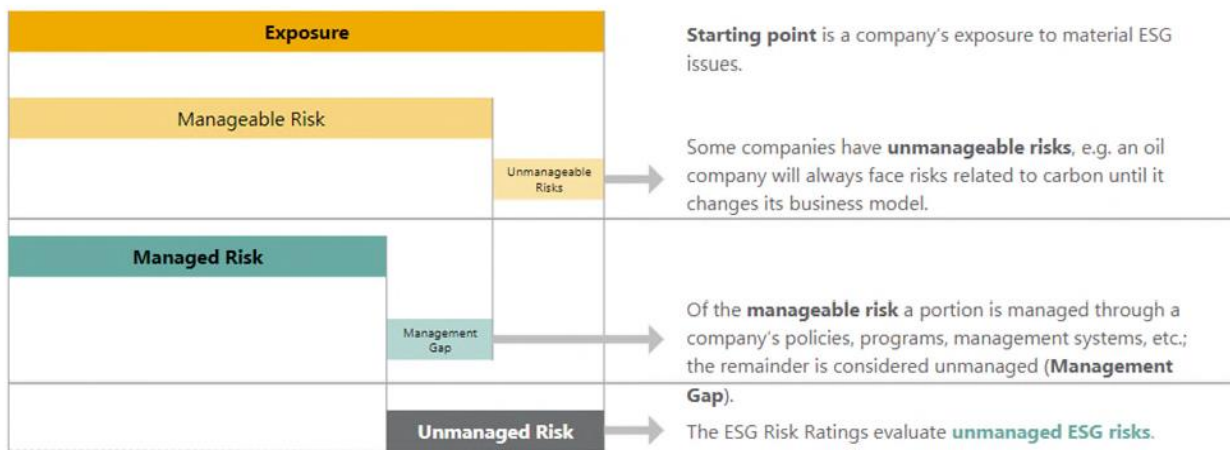 Exposure
Starting point is a company's exposure to material ESG
issues.
Manageable Risk
Unmanageable
Risks
Some companies have unmanageable risks, e.g. an oil
company will always face risks related to carbon until it
changes its business model.
Managed Risk
Management
Gap
Of the manageable risk a portion is managed through a
company's policies, programs, management systems, etc.;
the remainder is considered unmanaged (Management
Gap).
Unmanaged Risk
The ESG Risk Ratings evaluate unmanaged ESG risks.